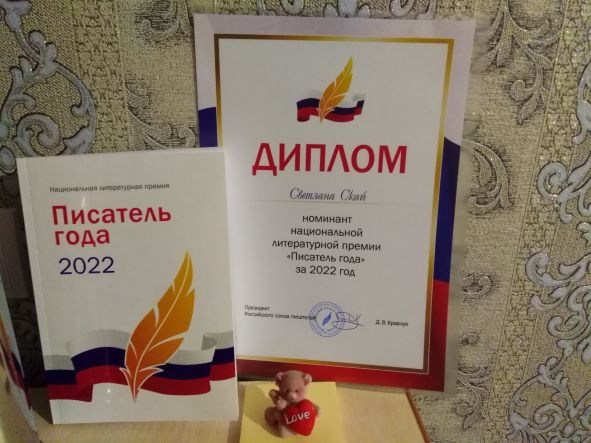 Национальная литературная премия
Писатель
года
2022
ДИПЛОМ
Светлана Скай
номинант
национальной
литературной премии
«Писатель года»
за 2022 год
Президент
Российского союза писателей
Д. В. Кравчук
Love